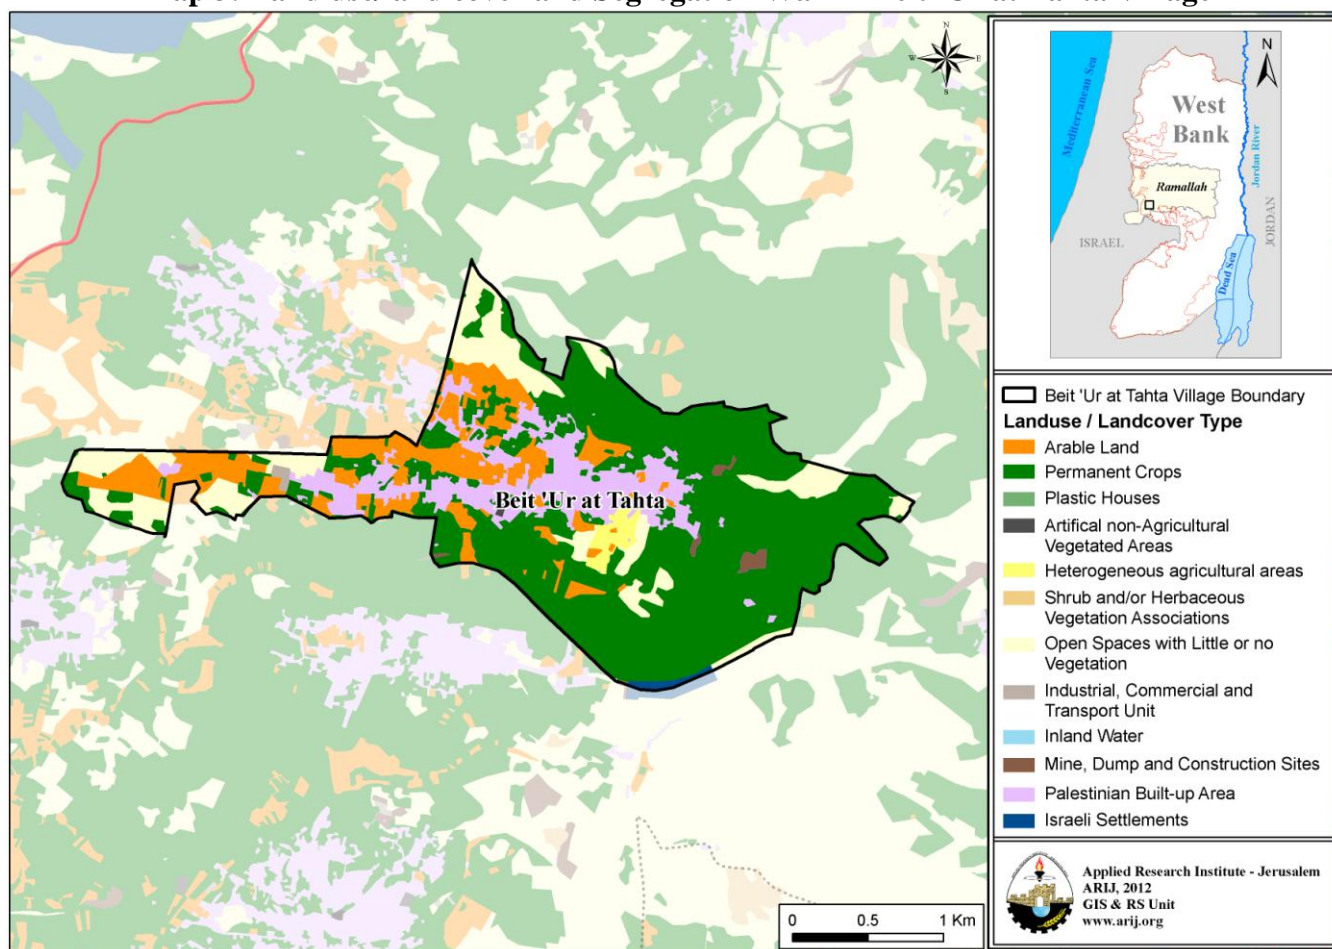 N
W
E
S
Beit 'Ur at Tahta
0 0.5 1 Km
N
Mediterranean Sea
West
Bank
Jordan River
Ramallah
ISRAEL
JORDAN
Dead Sea
Beit 'Ur at Tahta Village Boundary
Landuse / Landcover Type
Arable Land
Permanent Crops
Plastic Houses
Artifical non-Agricultural
Vegetated Areas
Heterogeneous agricultural areas
Shrub and/or Herbaceous
Vegetation Associations
Open Spaces with Little or no
Vegetation
Industrial, Commercial and
Transport Unit
Inland Water
Mine, Dump and Construction Sites
Palestinian Built-up Area
Israeli Settlements
Applied Research Institute - Jerusalem
ARIJ, 2012
GIS & RS Unit
www.arij.org